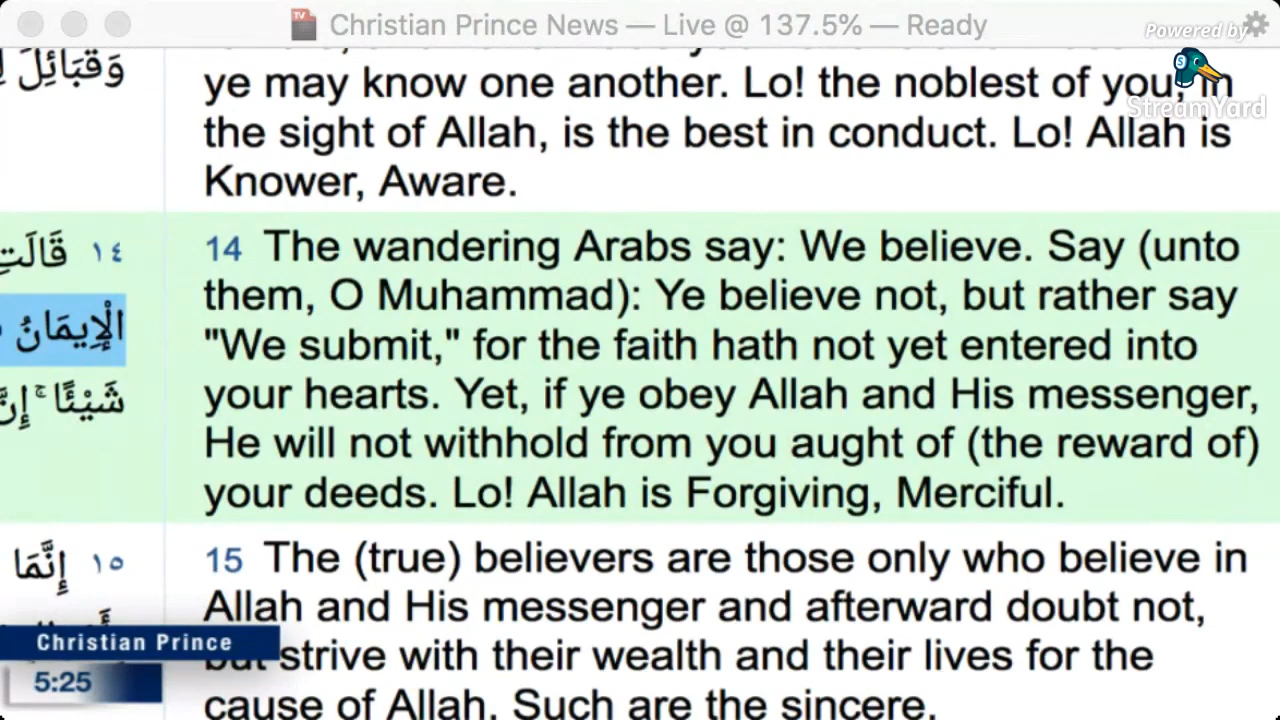 Christian Prince News — Live @ 137.5% — Ready
Powered by
StreamYard
ye may know one another. Lo! the noblest of you, in
the sight of Allah, is the best in conduct. Lo! Allah is
Knower, Aware.
وَقَبَائِلَ
14 The wandering Arabs say: We believe. Say (unto
them, O Muhammad): Ye believe not, but rather say
"We submit," for the faith hath not yet entered into
your hearts. Yet, if ye obey Allah and His messenger,
He will not withhold from you aught of (the reward of)
your deeds. Lo! Allah is Forgiving, Merciful.
١٤ قَالَتِ
الْإِيمَانُ
شَيْئًا ۚ إِنَّ
15 The (true) believers are those only who believe in
Allah and His messenger and afterward doubt not,
but strive with their wealth and their lives for the
cause of Allah. Such are the sincere.
١٥ إِنَّمَا
Christian Prince
5:25